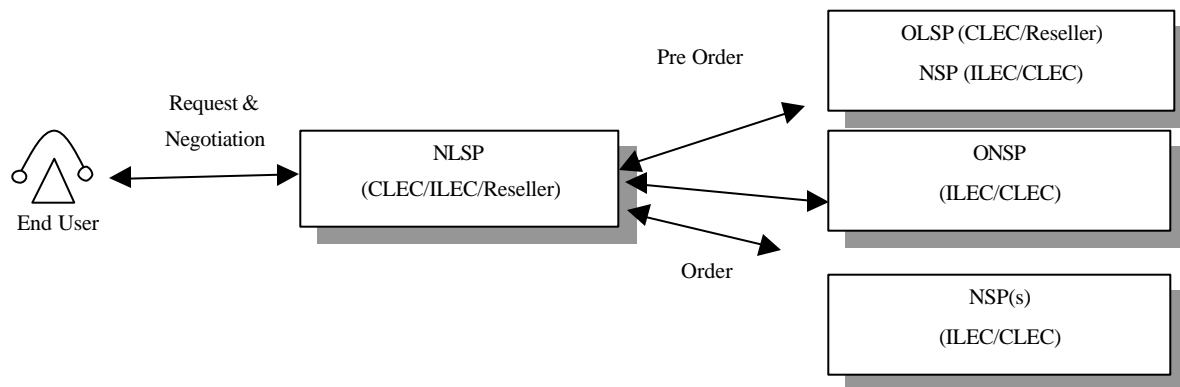 OLSP (CLEC/Reseller)
NSP (ILEC/CLEC)
Pre Order
Request &
Negotiation
NLSP
(CLEC/ILEC/Reseller)
ONSP
(ILEC/CLEC)
End User
Order
NSP(s)
(ILEC/CLEC)